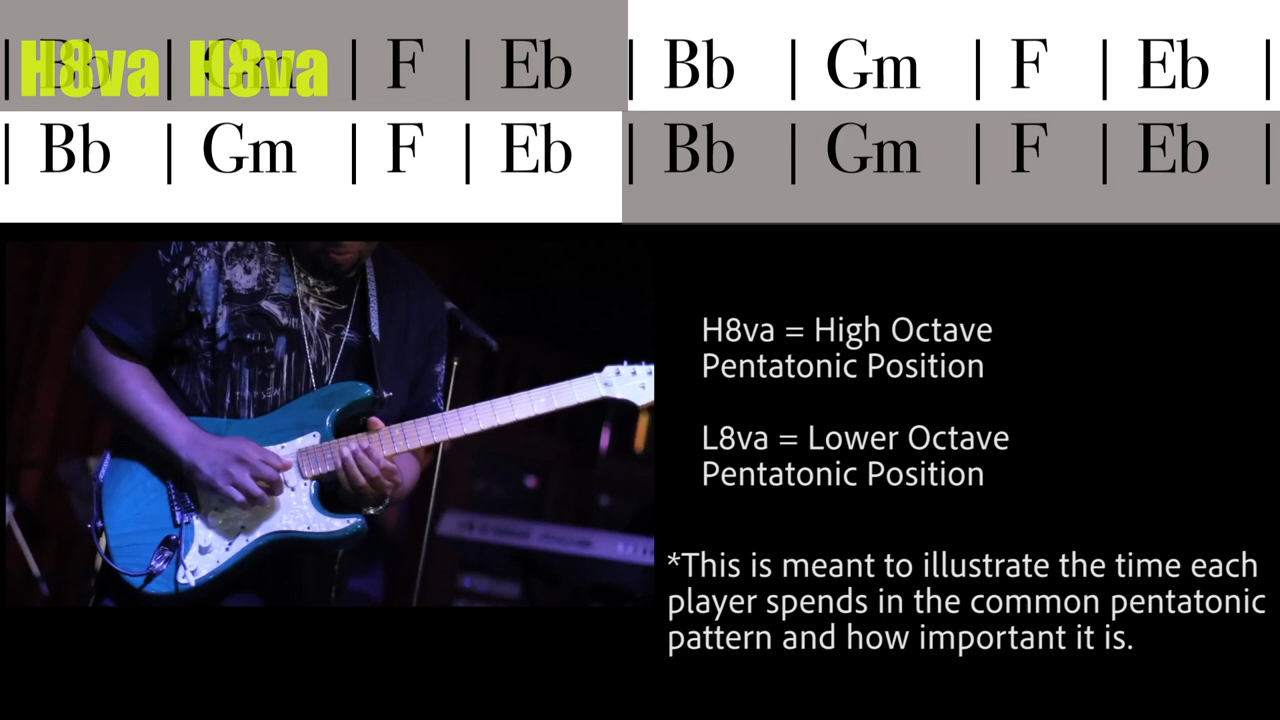 | Bb | Gm | F | Eb | Bb | Gm | F | Eb |
H8va H8va
| Bb | Gm | F | Eb | Bb | Gm | F | Eb |
H8va = High Octave
Pentatonic Position
L8va = Lower Octave
Pentatonic Position
*This is meant to illustrate the time each
player spends in the common pentatonic
pattern and how important it is.